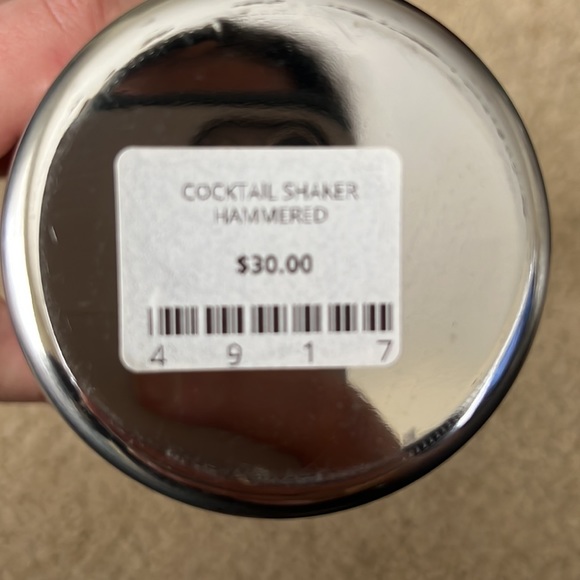 COCKTAIL SHAKER
HAMMERED
$30.00
4 9 1 7